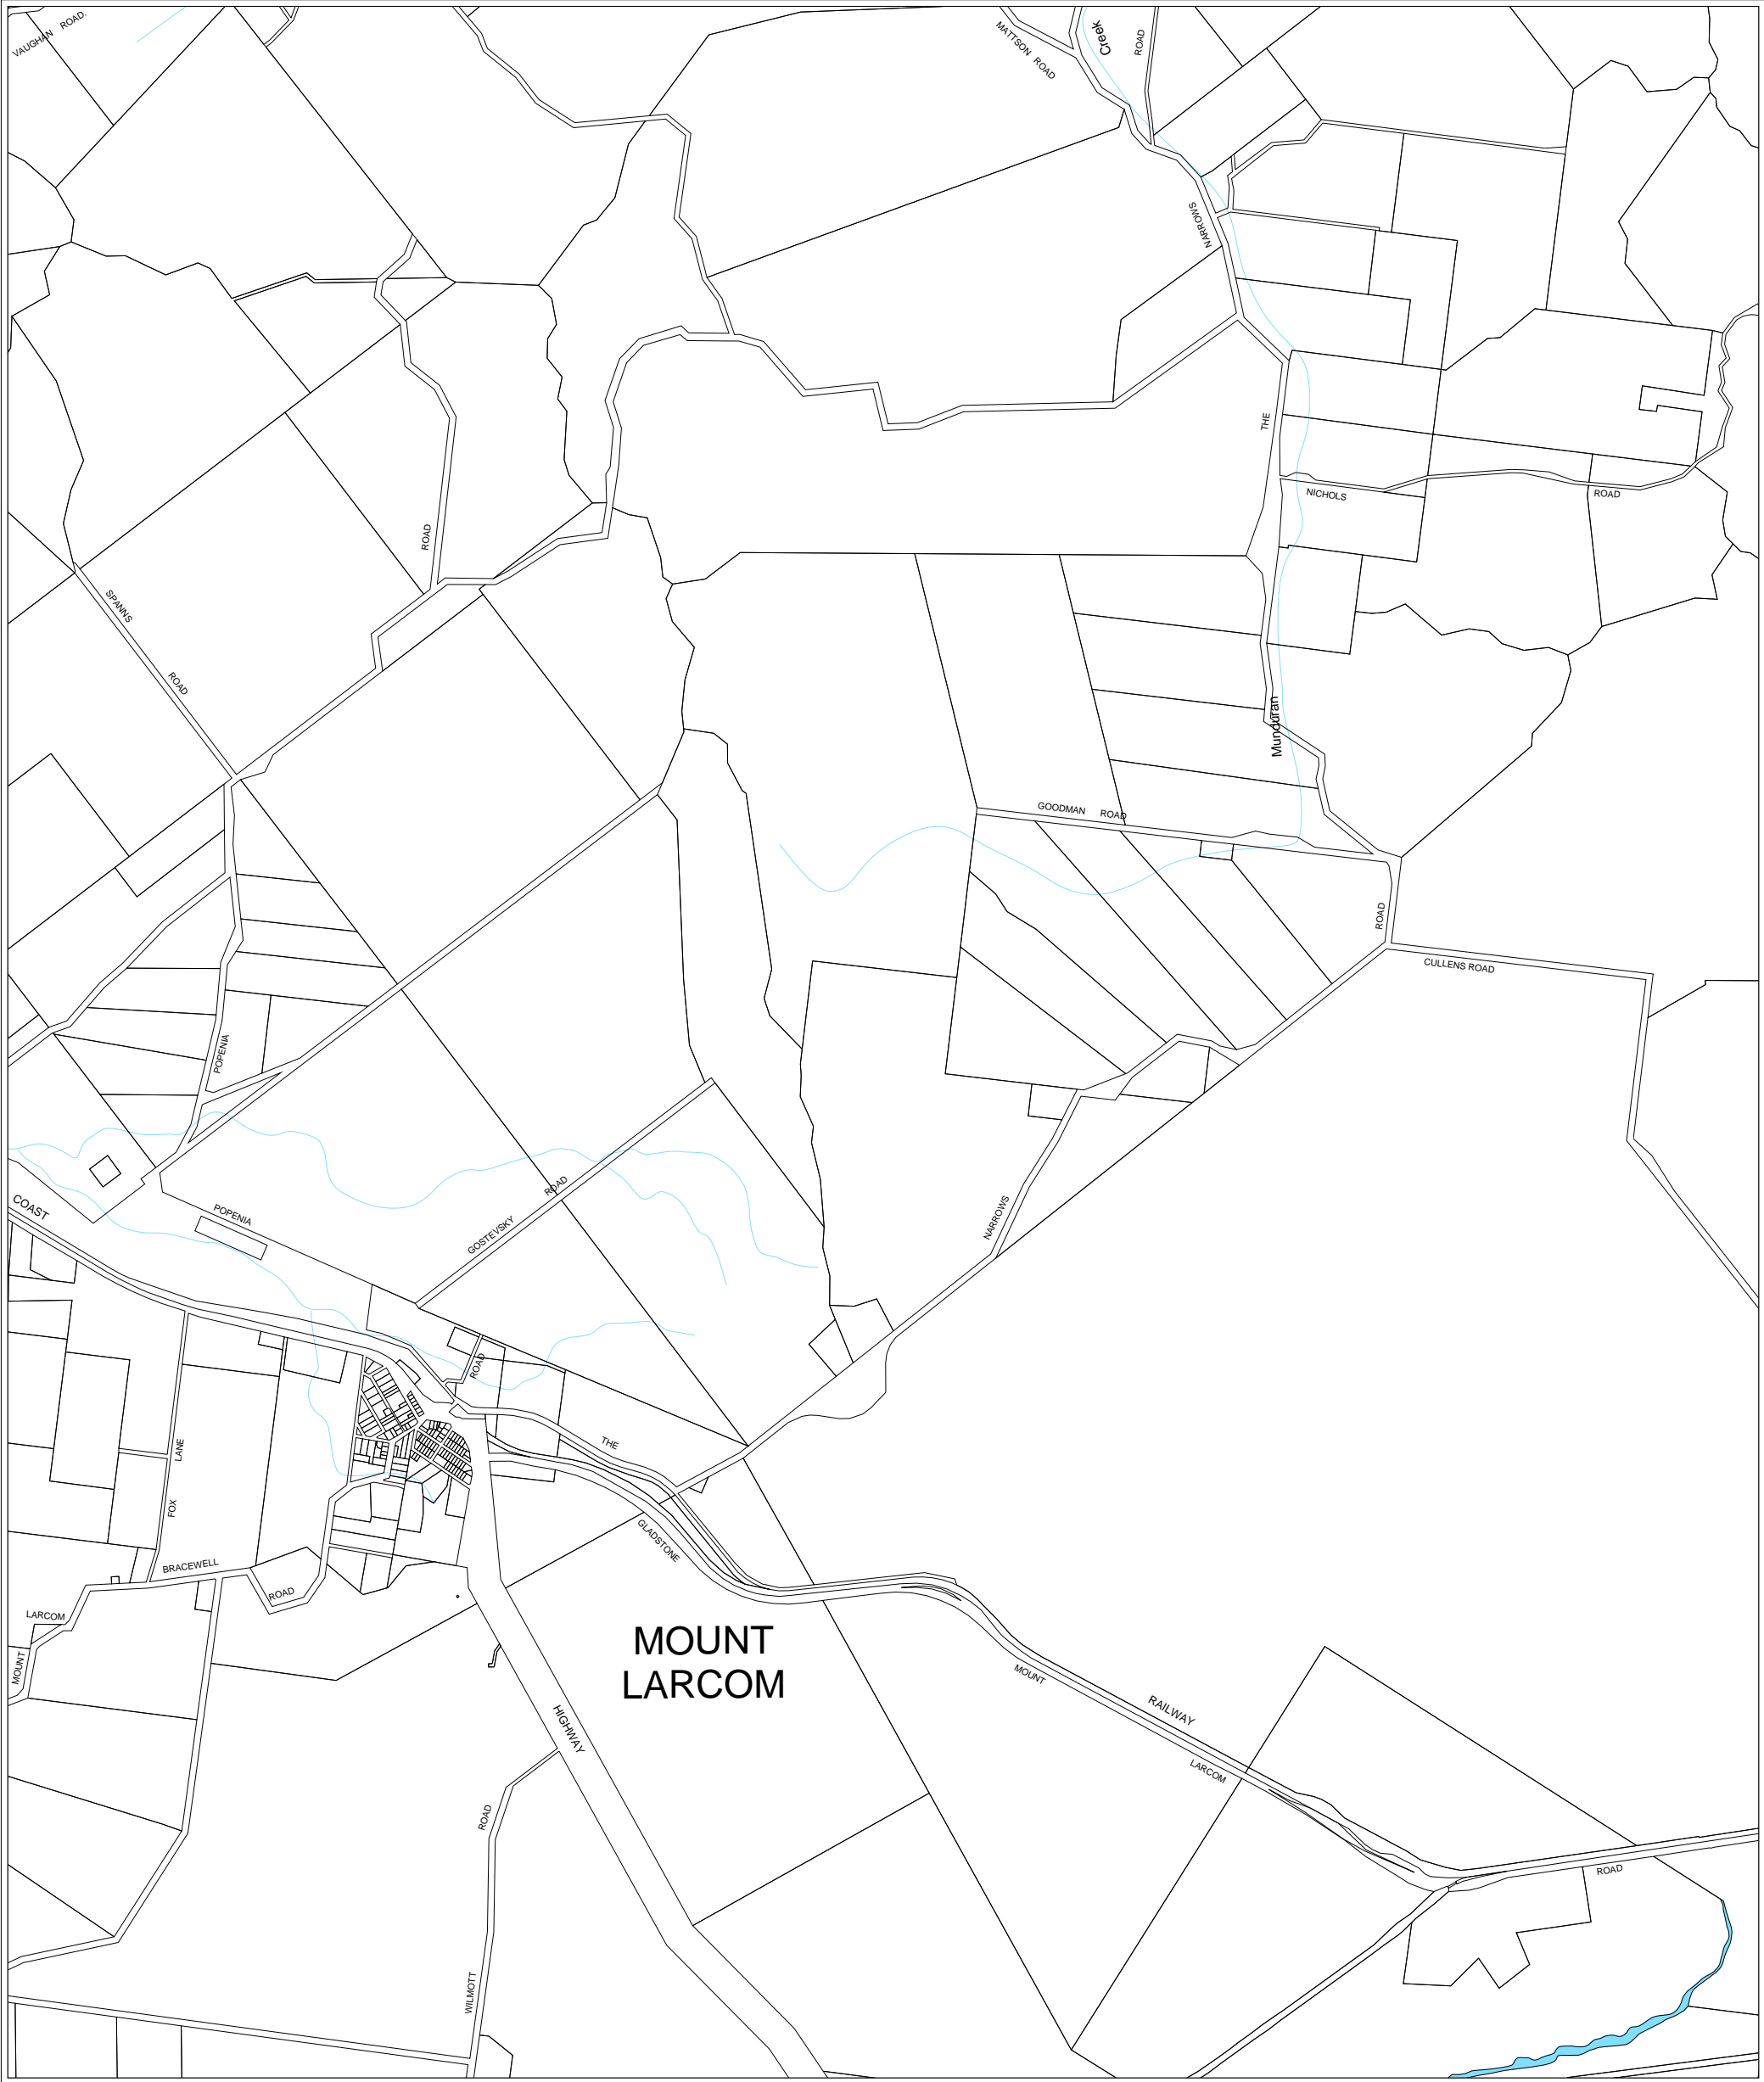 VAUGHAN ROAD.
MATTSON ROAD
Creek
ROAD
NARROWS
THE
NICHOLS
ROAD
ROAD
SPANNS
ROAD
Munduran
GOODMAN ROAD
ROAD
CULLENS ROAD
POPENIA
COAST
POPENIA
GOSTEVSKY
ROAD
NARROWS
ROAD
THE
LANE
FOX
GLADSTONE
BRACEWELL
ROAD
LARCOM
MOUNT
MOUNT
LARCOM
HIGHWAY
MOUNT
RAILWAY
LARCOM
ROAD
ROAD
WILMOTT